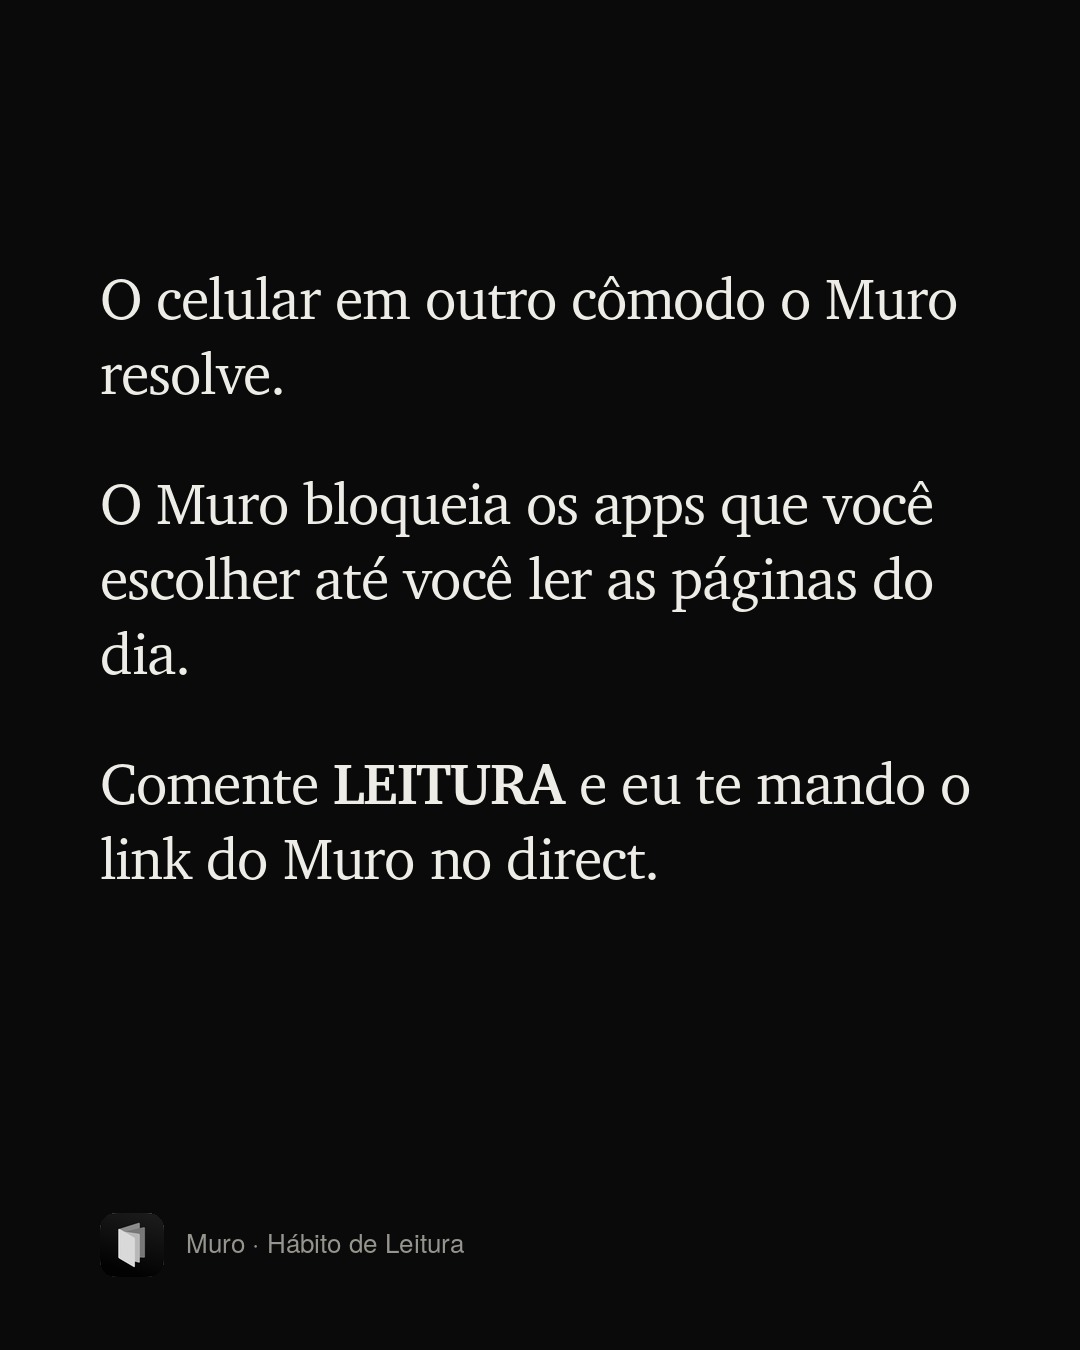 O celular em outro cômodo o Muro
resolve.
O Muro bloqueia os apps que você
escolher até você ler as páginas do
dia.
Comente LEITURA e eu te mando o
link do Muro no direct.
Muro · Hábito de Leitura